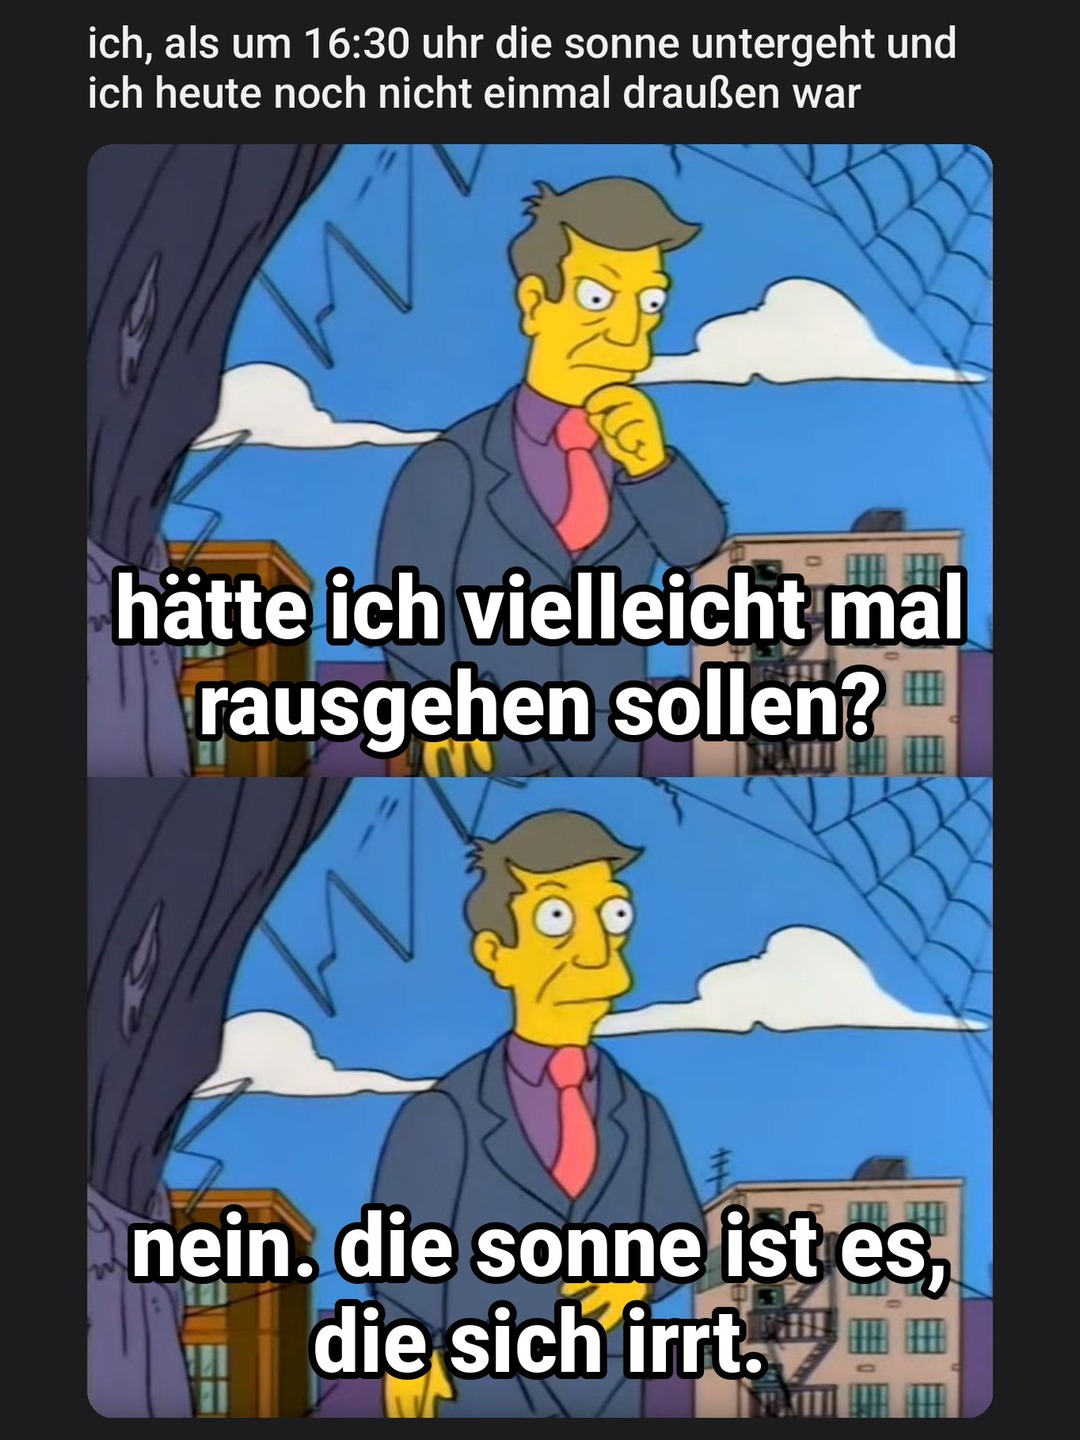 ich, als um 16:30 uhr die sonne untergeht und
ich heute noch nicht einmal draußen war
hätte ich vielleicht mal
rausgehen sollen?
nein. die sonne ist es,
die sich irrt.